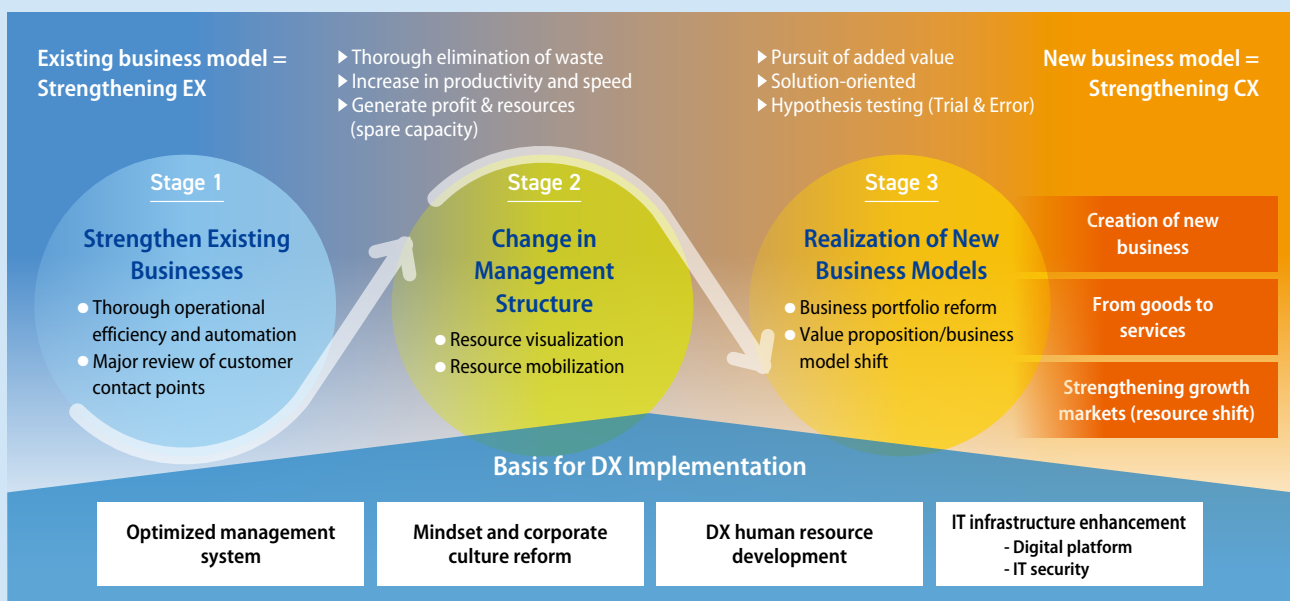 Existing business model =
Strengthening EX
▶ Thorough elimination of waste
▶ Increase in productivity and speed
▶ Generate profit & resources
(spare capacity)
▶ Pursuit of added value
▶ Solution-oriented
▶ Hypothesis testing (Trial & Error)
New business model =
Strengthening CX
Stage 1
Strengthen Existing
Businesses
● Thorough operational
efficiency and automation
● Major review of customer
contact points
Stage 2
Change in
Management
Structure
● Resource visualization
● Resource mobilization
Stage 3
Realization of New
Business Models
● Business portfolio reform
● Value proposition/business
model shift
Creation of new
business
From goods to
services
Strengthening growth
markets (resource shift)
Basis for DX Implementation
Optimized management
system
Mindset and corporate
culture reform
DX human resource
development
IT infrastructure enhancement
- Digital platform
- IT security